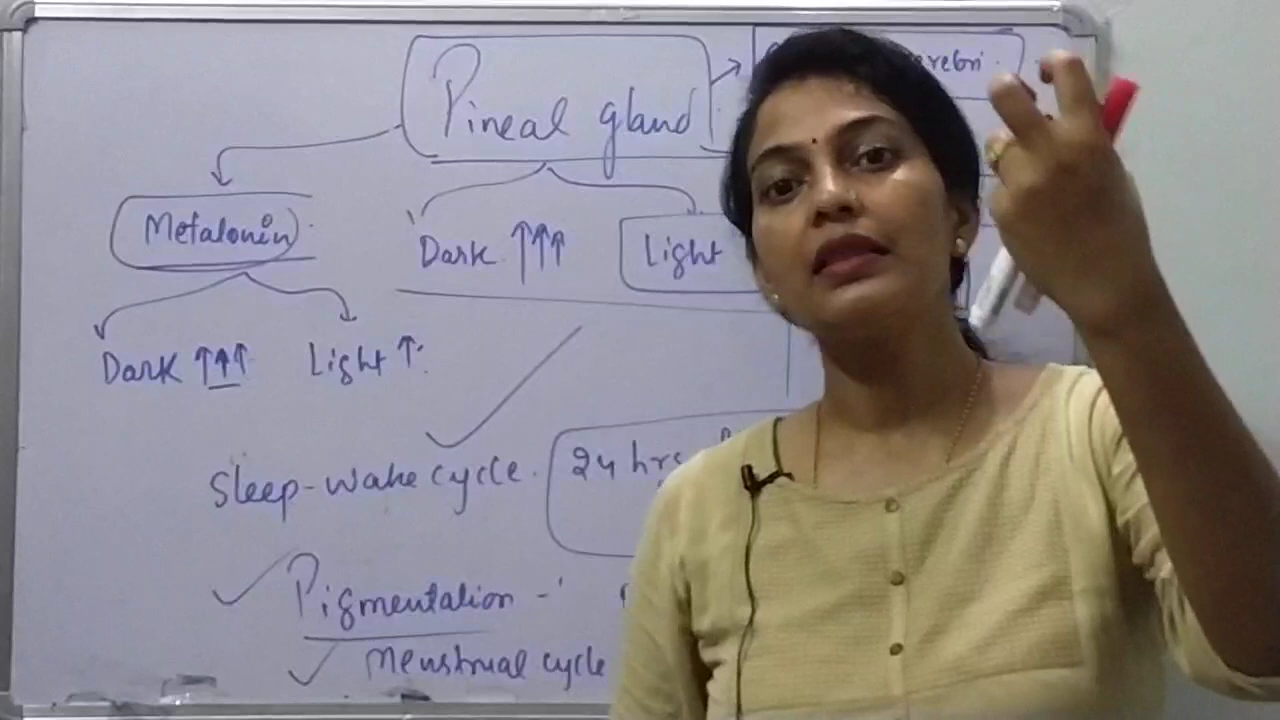 Pineal gland
Metalonin
Dark ↑↑↑ Light
Dark ↑↑↑ Light ↑
Sleep-wake cycle. 24 hrs
Pigmentation -
Menstrual cycle